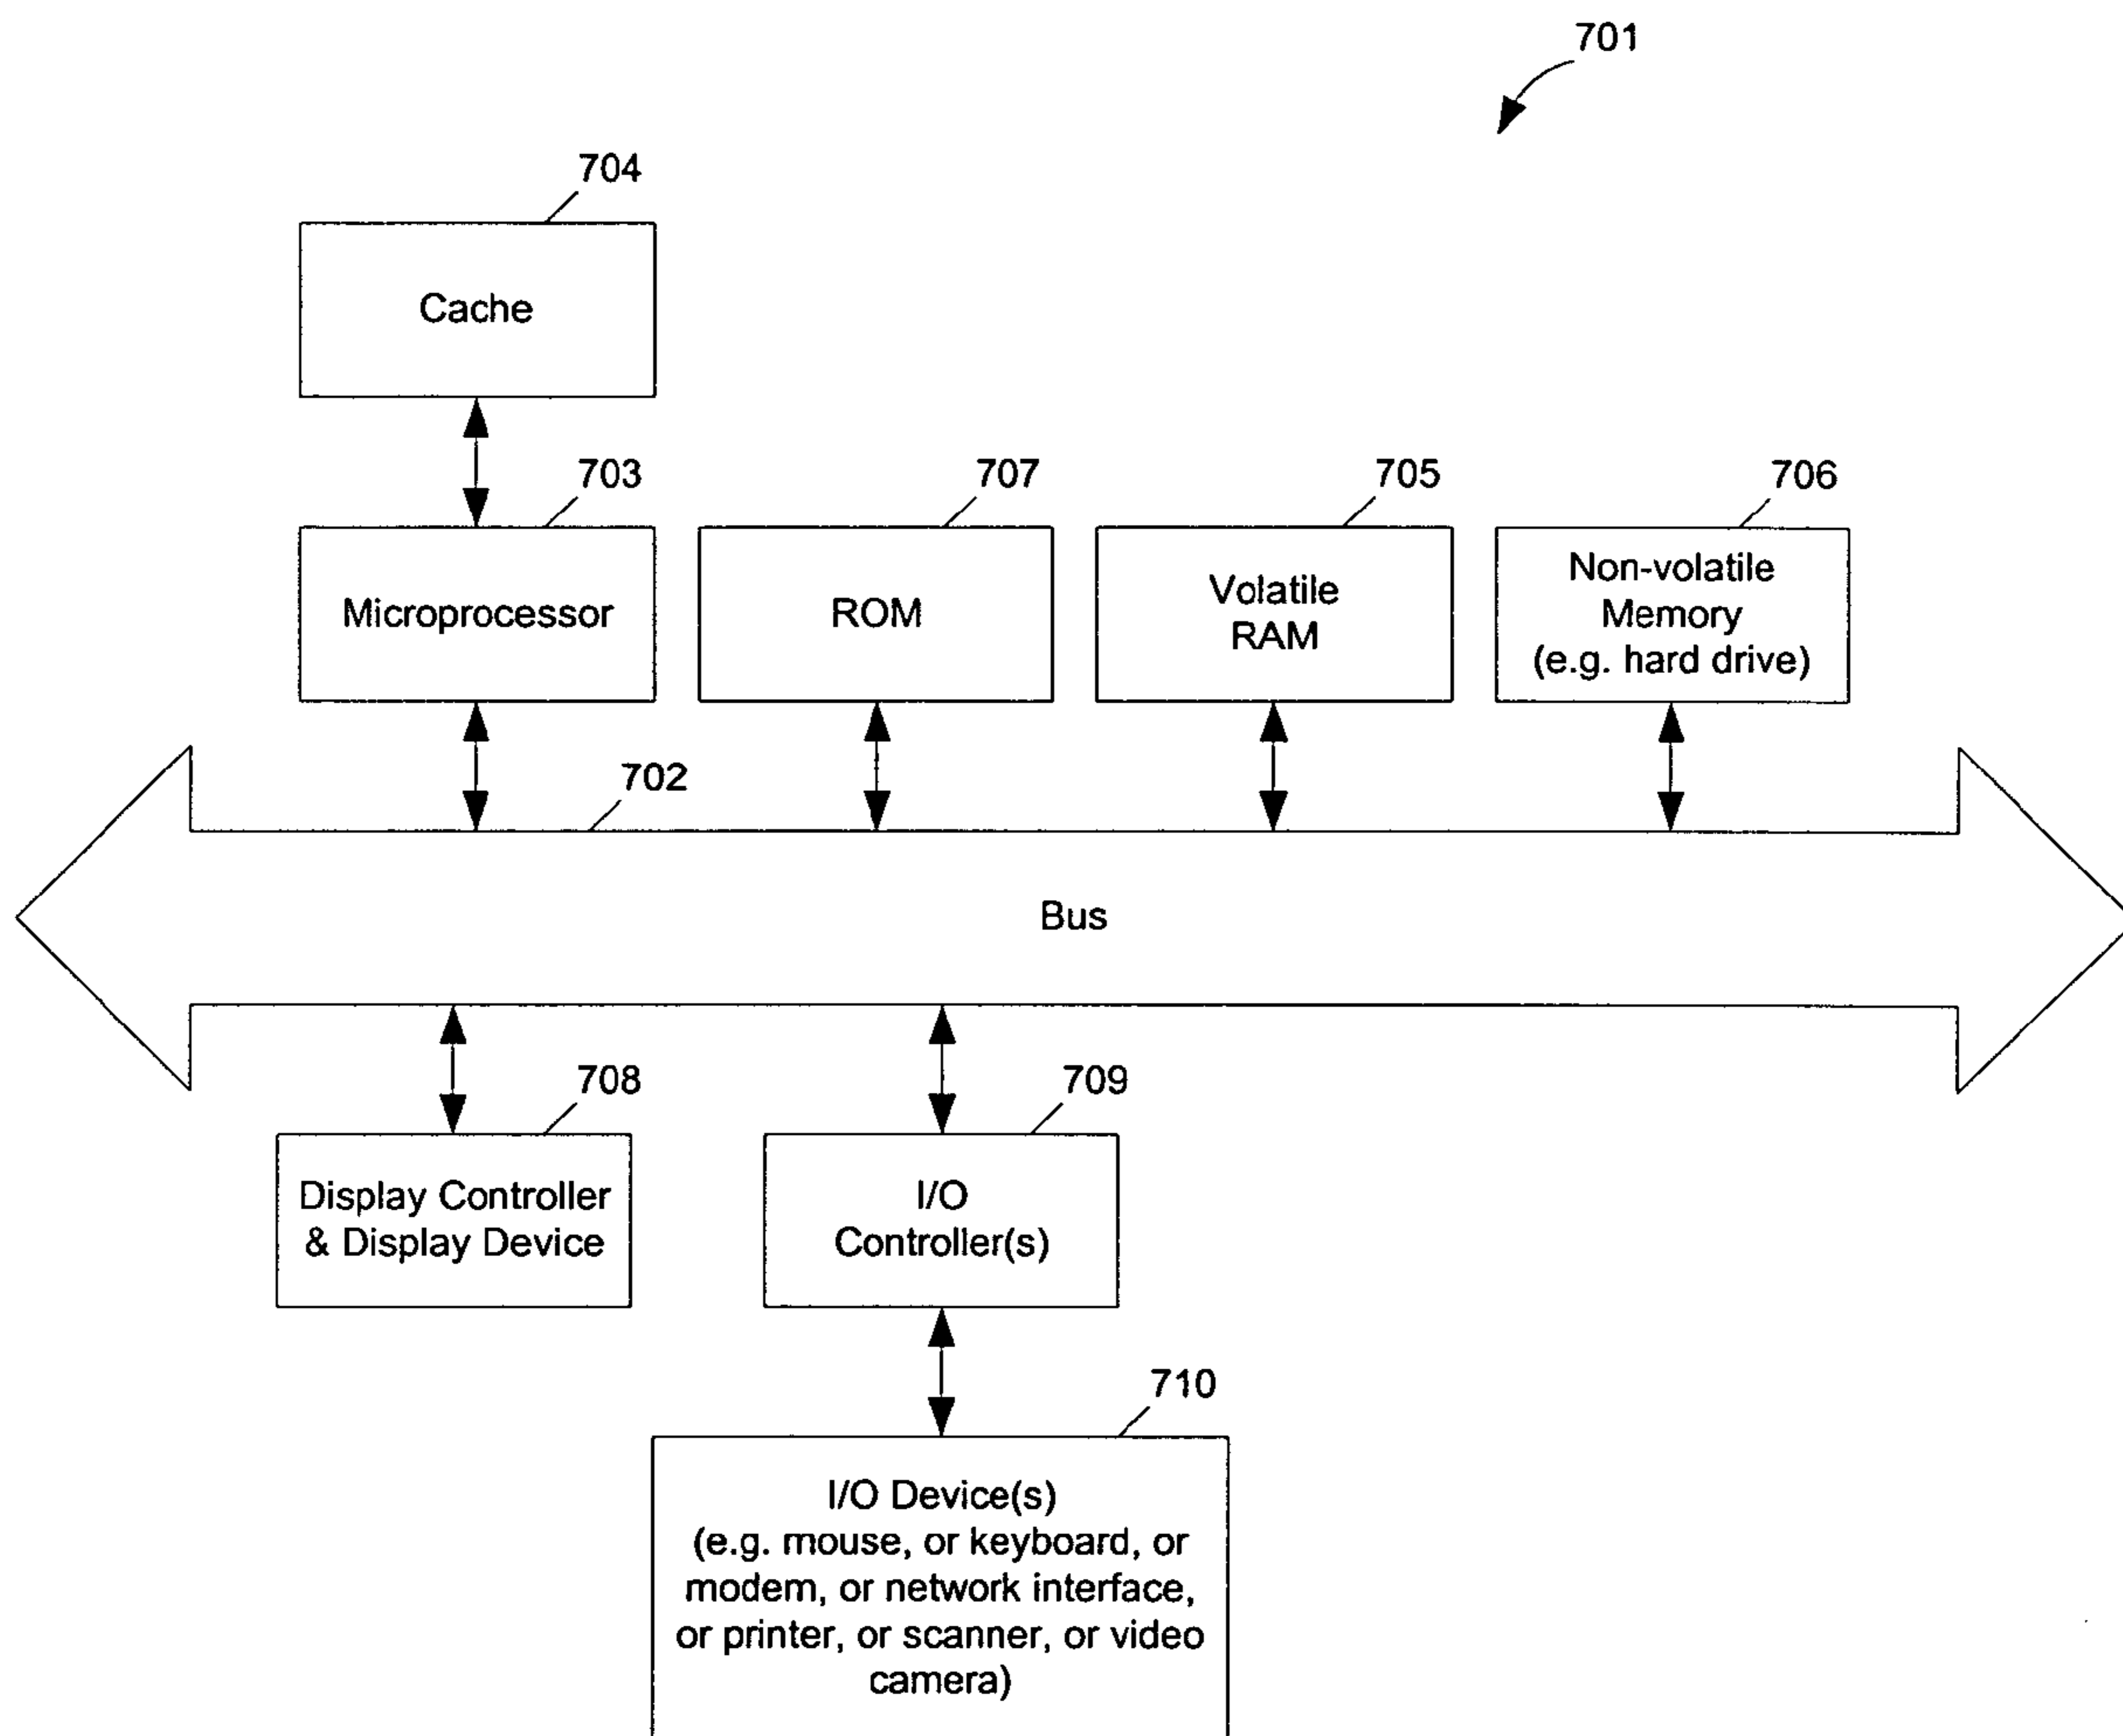 701
704
Cache
703
707
705
706
Microprocessor
ROM
Volatile
RAM
Non-volatile
Memory
(e.g. hard drive)
702
Bus
708
709
Display Controller
& Display Device
I/O
Controller(s)
710
I/O Device(s)
(e.g. mouse, or keyboard, or
modem, or network interface,
or printer, or scanner, or video
camera)